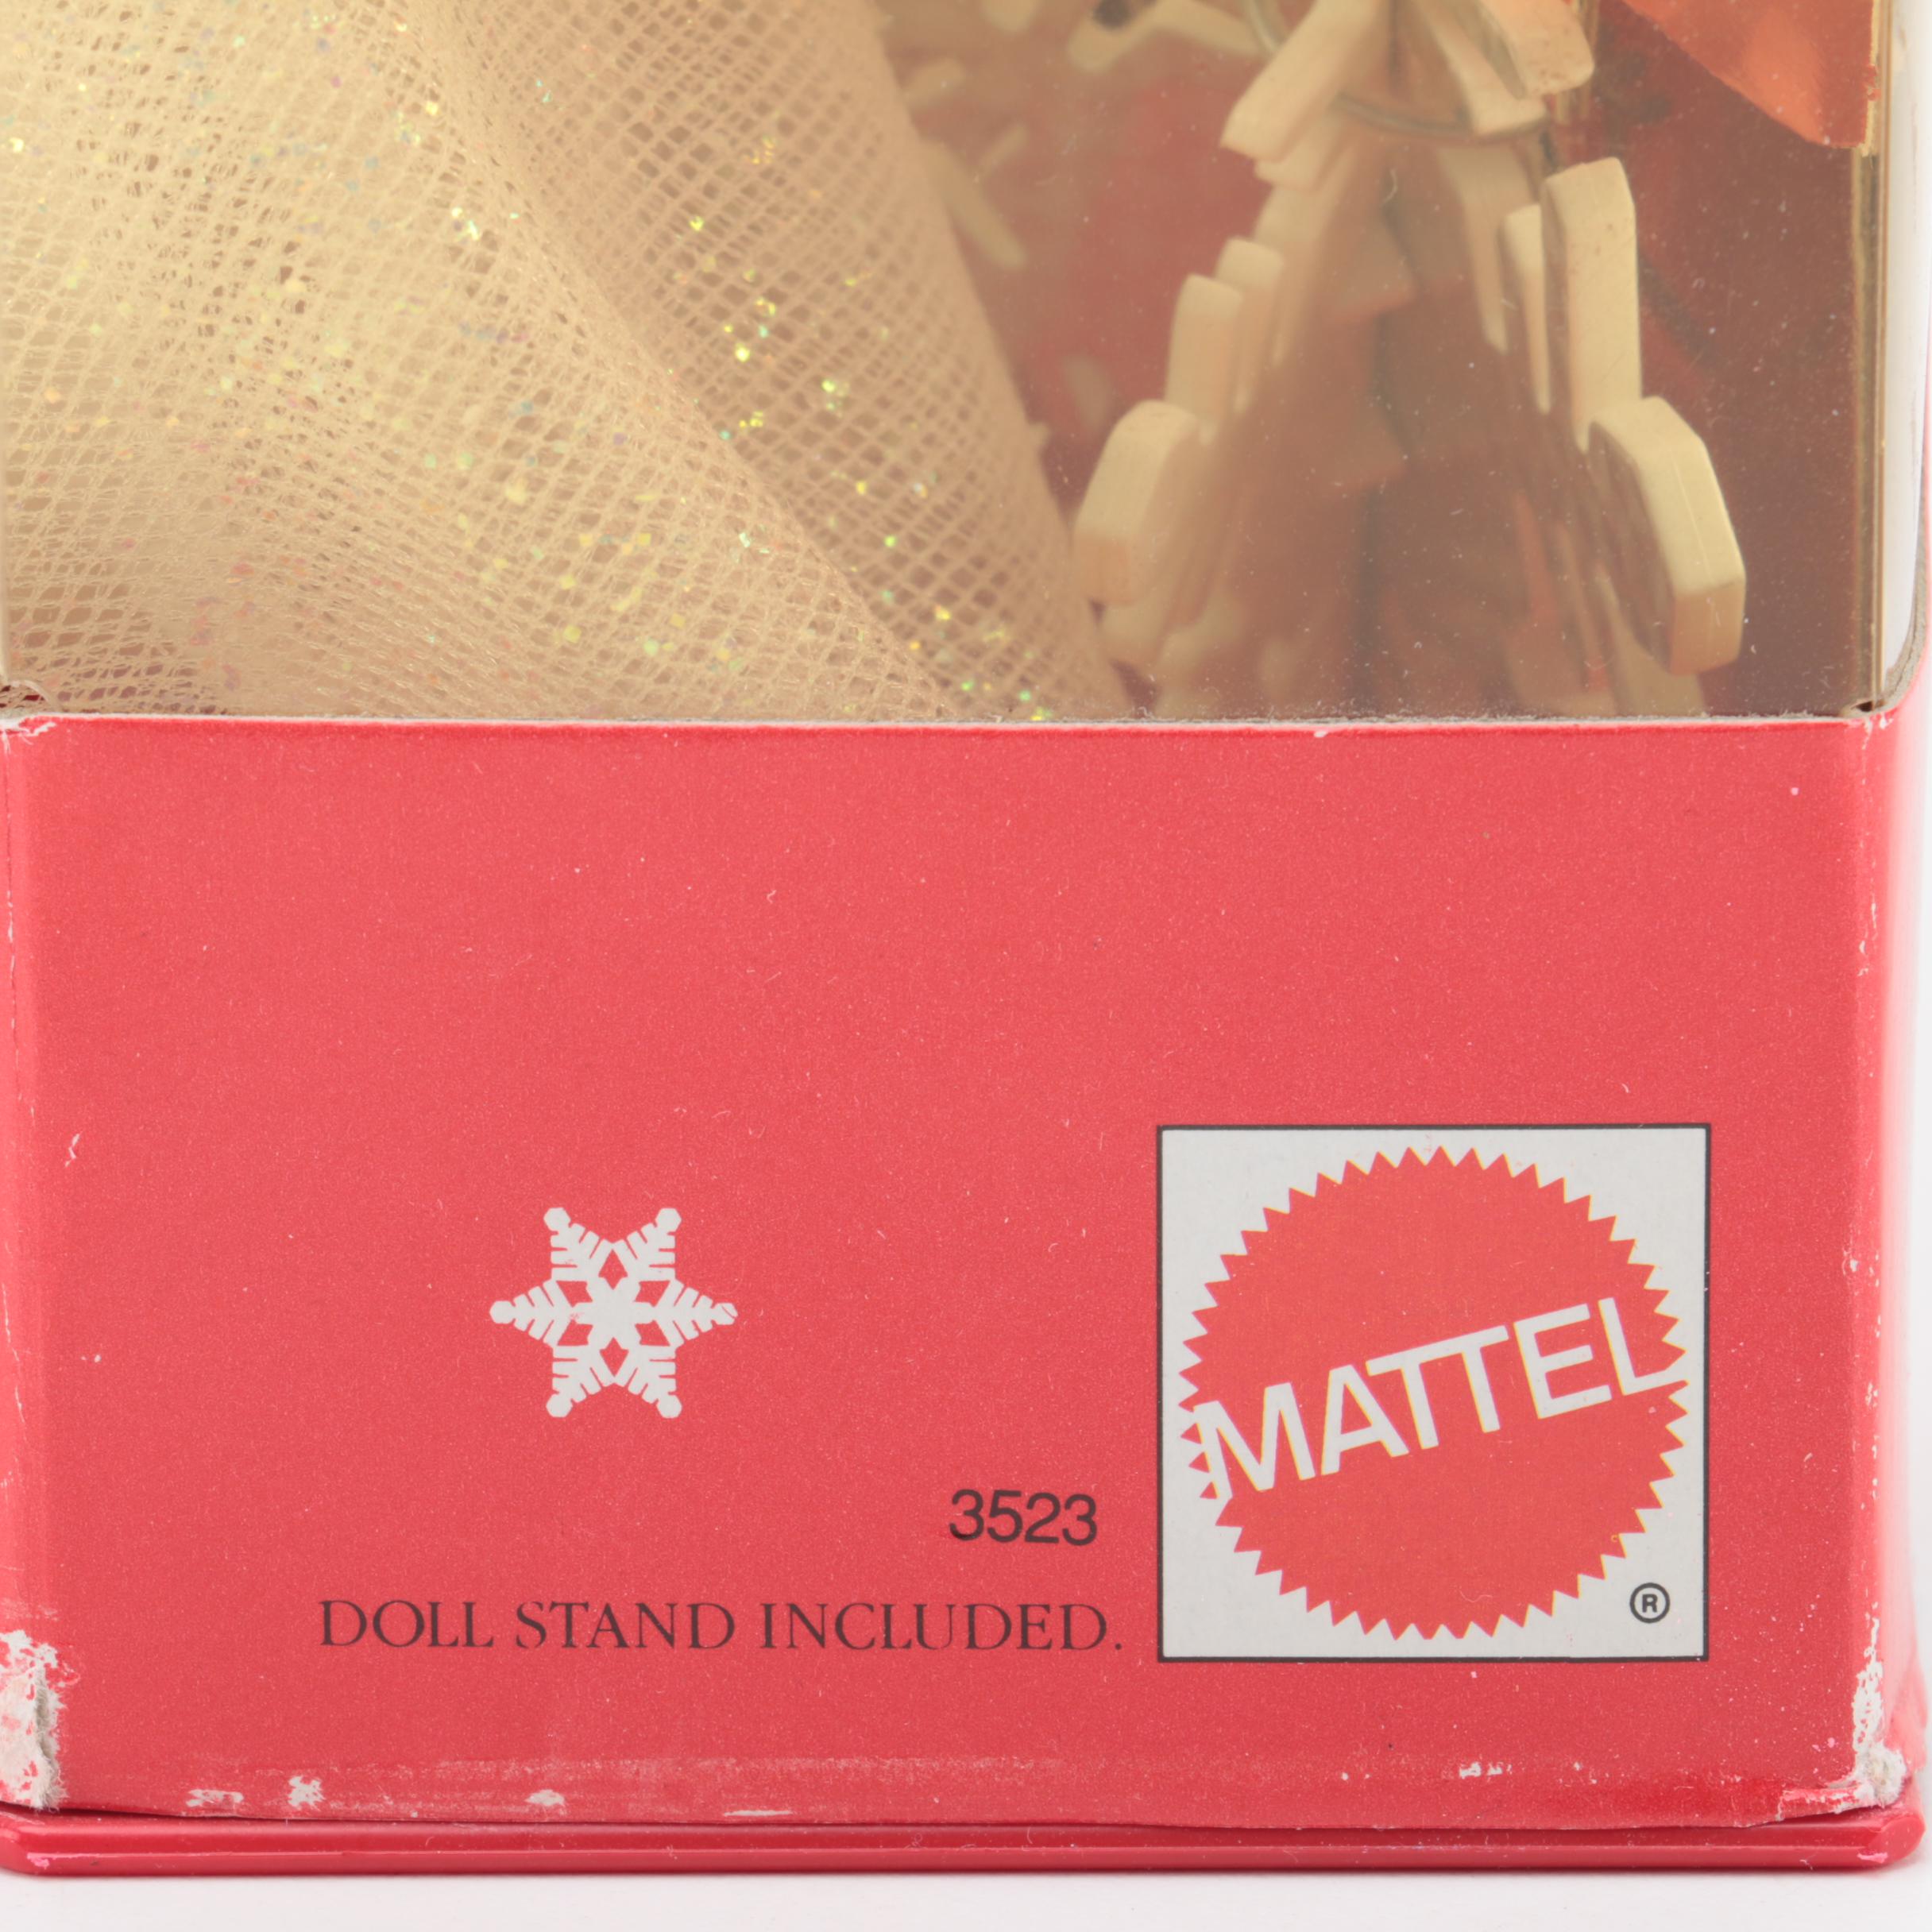 3523
DOLL STAND INCLUDED.
MATTEL
®